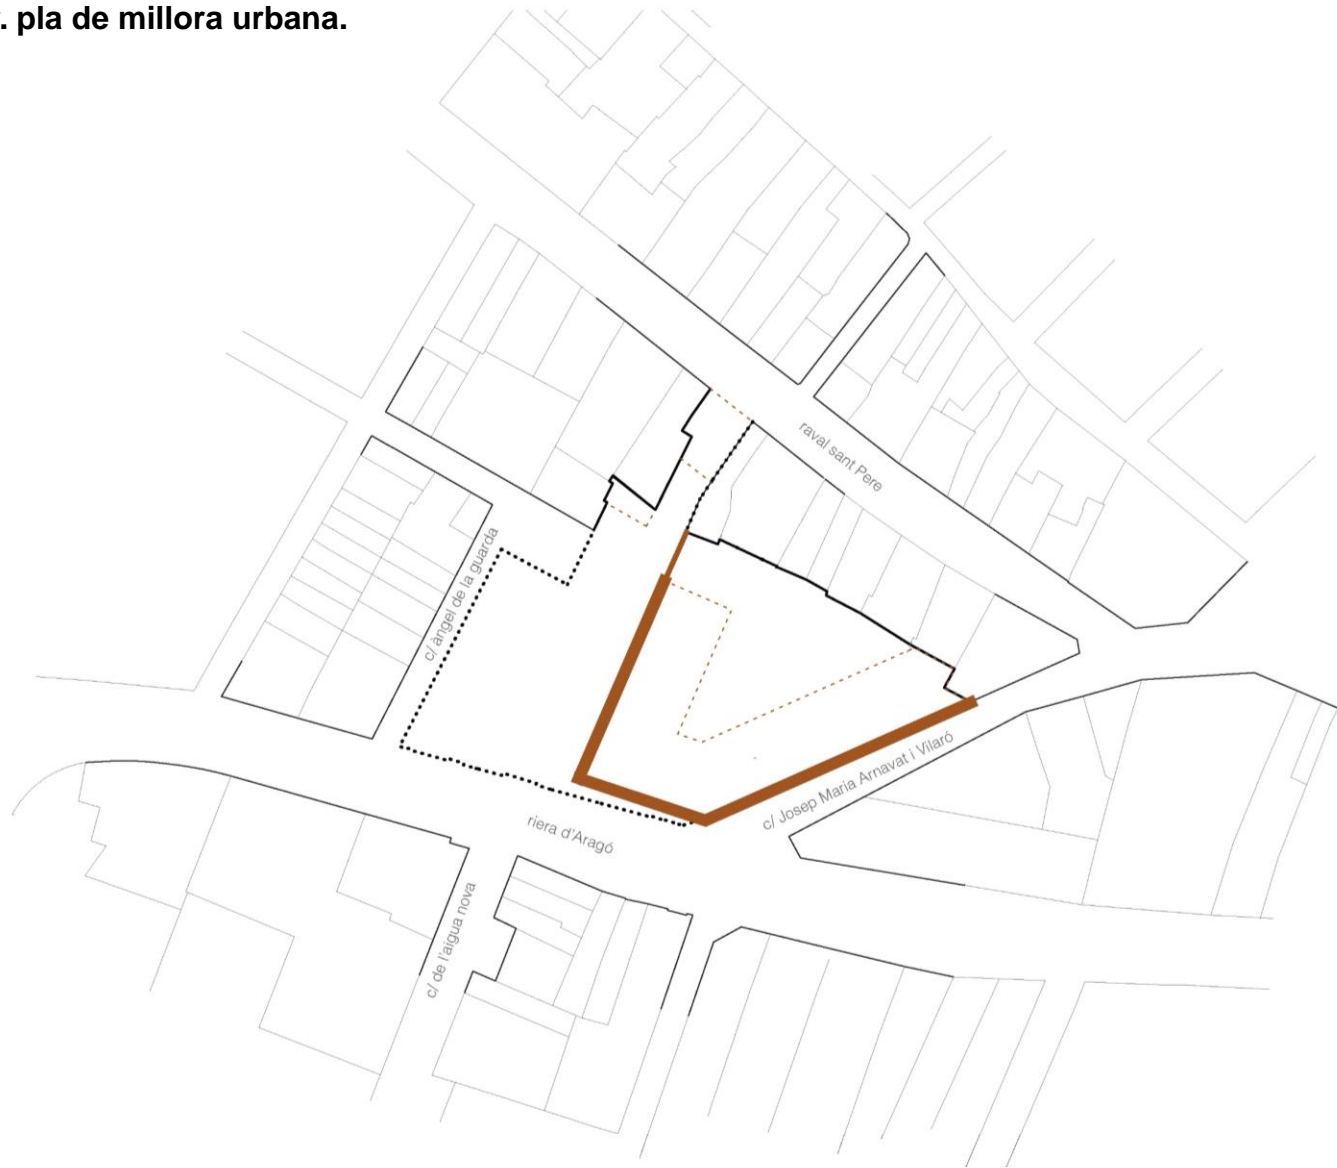 . pla de millora urbana.
raval sant Pere
c/ àngel de la guarda
c/ Josep Maria Arnavat i Vilaró
riera d'Aragó
c/ de l'aigua nova